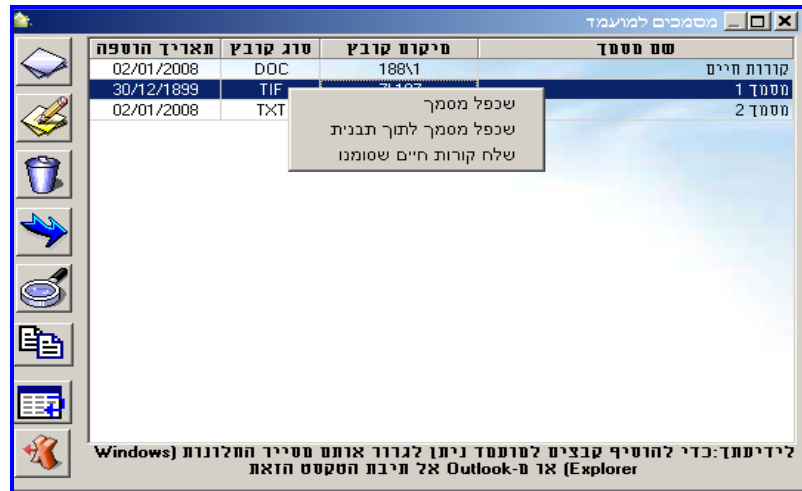 מסמכים למועמד
שם מסמך מיקום קובץ סוג קובץ תאריך הוספה
קורות חיים 188\1 DOC 02/01/2008
מסמך 1 TIF 30/12/1899
מסמך 2 TXT 02/01/2008
שכפל מסמך
שכפל מסמך לתוך תבנית
שלח קורות חיים שסומנו
לידיעתך:כדי להוסיף קבצים למועמד ניתן לגרור אותם מסייר החלונות (Windows
Explorer) או מ-Outlook אל תיבת הטקסט הזאת